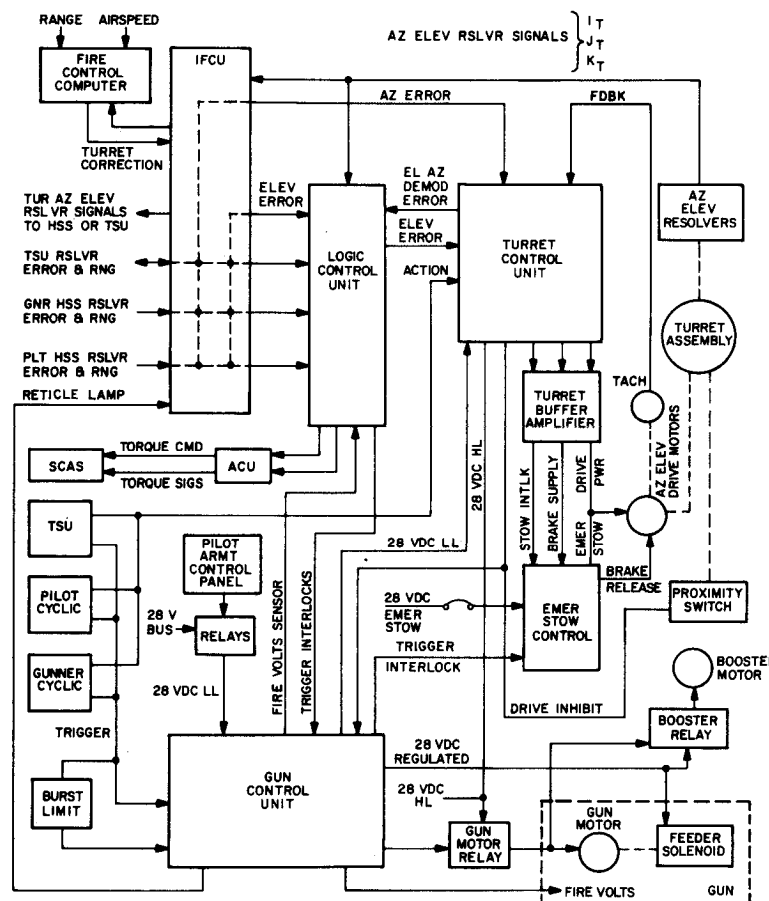 RANGE AIRSPEED
FIRE
CONTROL
COMPUTER
TURRET
CORRECTION
IFCU
AZ ELEV RSLVR SIGNALS
I T
J T
K T
AZ ERROR
FDBK
TUR AZ ELEV
RSLVR SIGNALS
TO HSS OR TSU
ELEV
ERROR
EL AZ
DEMOD
ERROR
ELEV
ERROR
ACTION
AZ
ELEV
RESOLVERS
TSU RSLVR
ERROR & RNG
LOGIC
CONTROL
UNIT
TURRET
CONTROL
UNIT
GNR HSS RSLVR
ERROR & RNG
TURRET
ASSEMBLY
PLT HSS RSLVR
ERROR & RNG
RETICLE LAMP
TURRET
BUFFER
AMPLIFIER
TACH
AZ ELEV
DRIVE MOTORS
SCAS
TORQUE CMD
TORQUE SIGS
ACU
28 VDC HL
STOW INTLK
BRAKE SUPPLY
EMER DRIVE
STOW PWR
TSU
PILOT
ARMT
CONTROL
PANEL
28 VDC LL
BRAKE
RELEASE
PILOT
CYCLIC
28 V
BUS
RELAYS
FIRE VOLTS SENSOR
TRIGGER INTERLOCKS
28 VDC
EMER
STOW
EMER
STOW
CONTROL
PROXIMITY
SWITCH
GUNNER
CYCLIC
28 VDC LL
TRIGGER
INTERLOCK
BOOSTER
MOTOR
TRIGGER
DRIVE INHIBIT
BOOSTER
RELAY
BURST
LIMIT
GUN
CONTROL
UNIT
28 VDC
REGULATED
28 VDC
HL
GUN
MOTOR
RELAY
GUN
MOTOR
FEEDER
SOLENOID
FIRE VOLTS
GUN